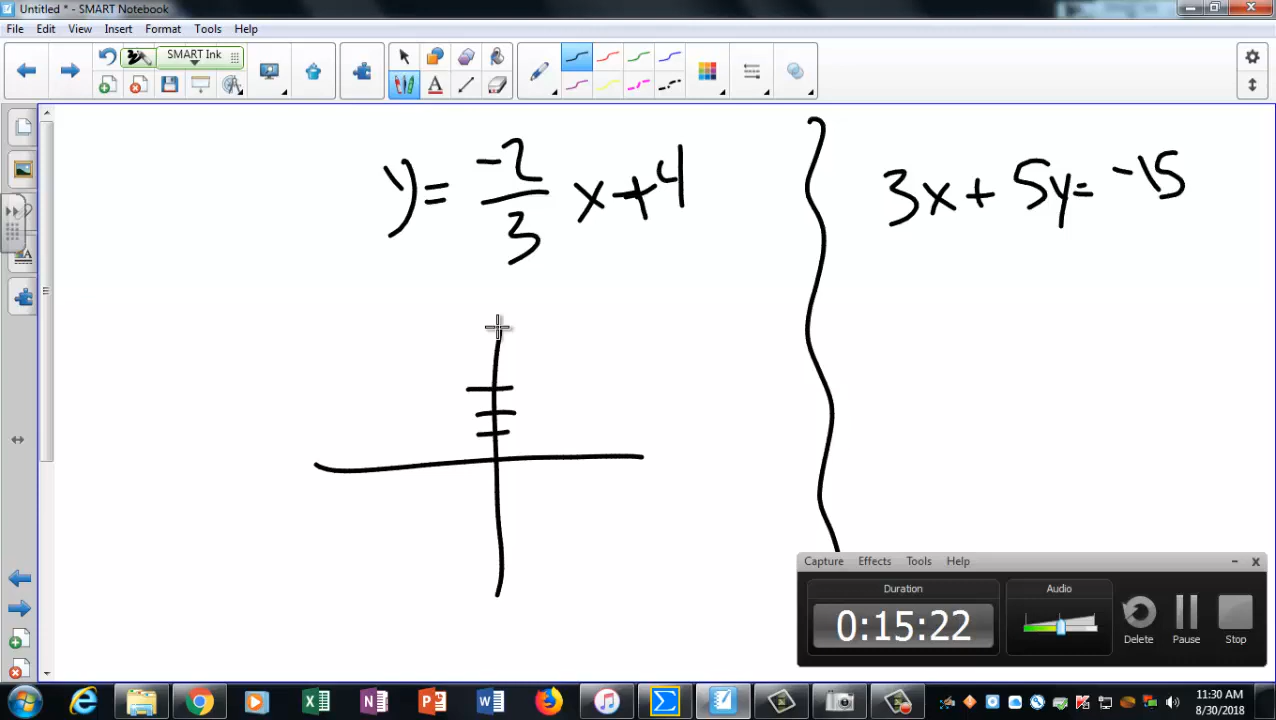 Untitled * - SMART Notebook
File Edit View Insert Format Tools Help
SMART Ink
y = -2/3 x + 4
3x + 5y = -15
Capture Effects Tools Help
Duration
0:15:22
Audio
Delete
Pause
Stop
11:30 AM
8/30/2018